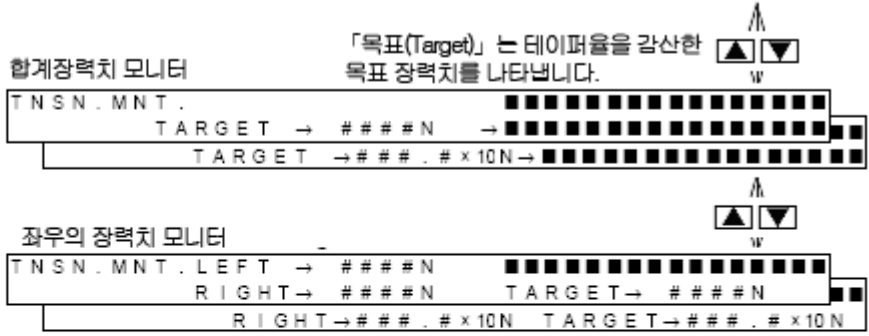 「목표(Target)」는 테이퍼율을 감산한
목표 장력치를 나타냅니다.
▲ ▼
합계장력치 모니터
TNSN.MNT. ■■■■■■■■■■■■■■■■
TARGET → ####N →■■■■■■■■■■■■■■■■
■■
TARGET →###.#×10N→■■■■■■■■■■■■■■■■
▲ ▼
좌우의 장력치 모니터
TNSN.MNT.LEFT → ####N ■■■■■■■■■■■■■■■■
RIGHT→ ####N TARGET→ ####N
■■
RIGHT→###.#×10N TARGET→###.#×10N